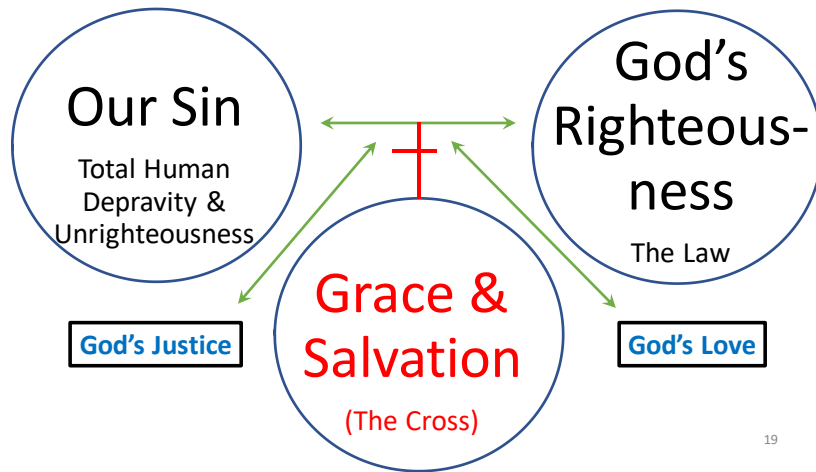 Our Sin
Total Human
Depravity &
Unrighteousness
God’s
Righteous-
ness
The Law
God’s Justice
Grace &
Salvation
(The Cross)
God’s Love
19